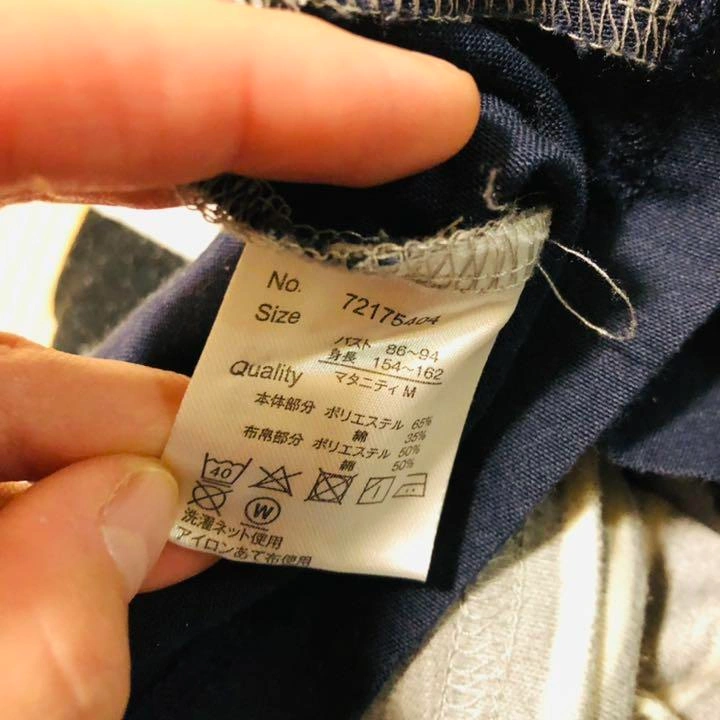 No. 72175404
Size
バスト 86~94
身長 154~162
Quality マタニティM
本体部分 ポリエステル 65%
綿 35%
布帛部分 ポリエステル 50%
綿 50%
40
W
洗濯ネット使用
アイロンあて布使用